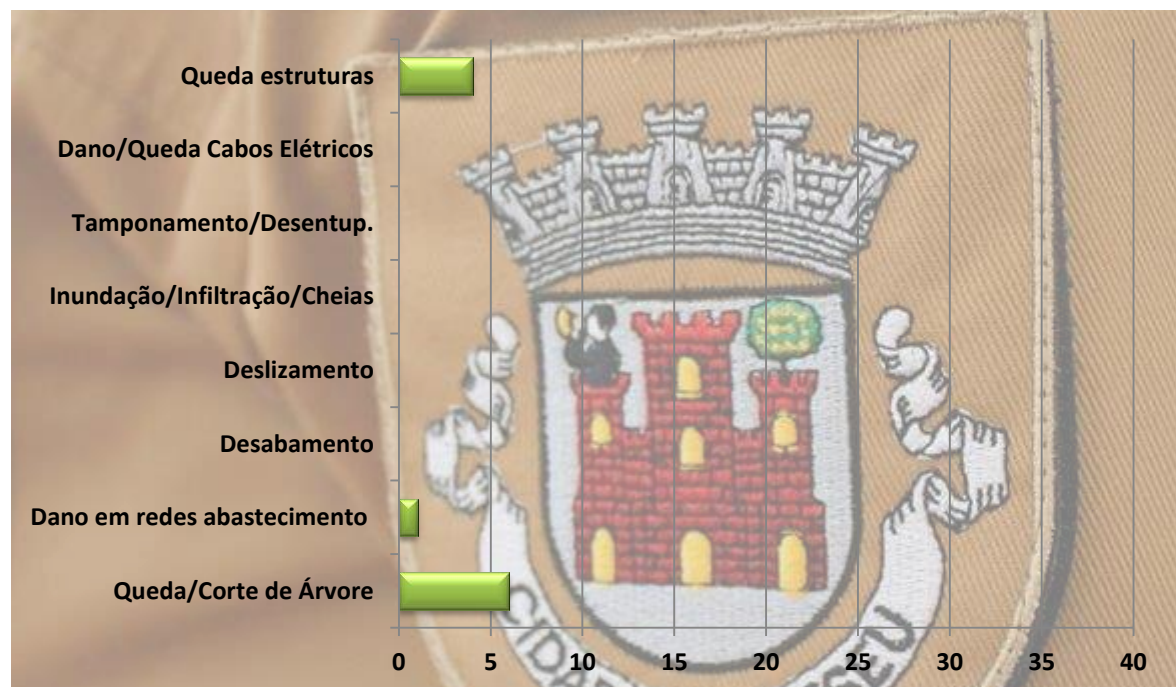 Queda estruturas
Dano/Queda Cabos Elétricos
Tamponamento/Desentup.
Inundação/Infiltração/Cheias
Deslizamento
Desabamento
Dano em redes abastecimento
Queda/Corte de Árvore
0 5 10 15 20 25 30 35 40